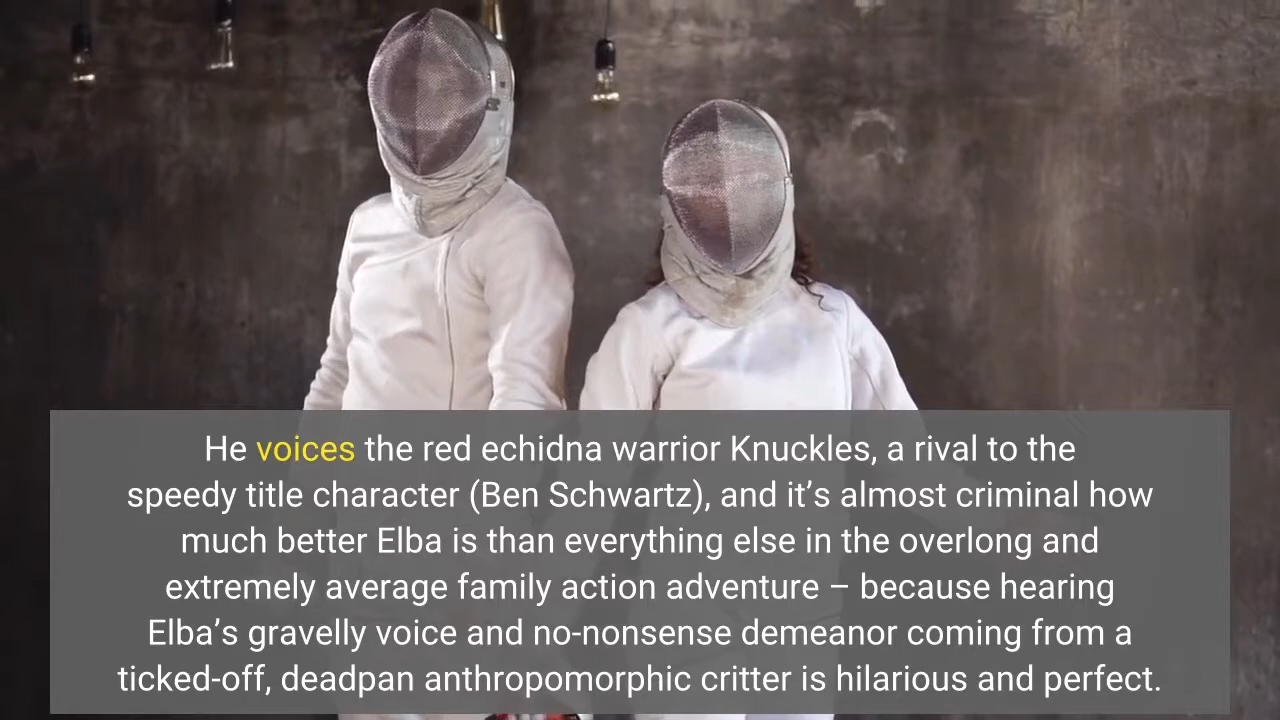 He voices the red echidna warrior Knuckles, a rival to the
speedy title character (Ben Schwartz), and it’s almost criminal how
much better Elba is than everything else in the overlong and
extremely average family action adventure – because hearing
Elba’s gravelly voice and no-nonsense demeanor coming from a
ticked-off, deadpan anthropomorphic critter is hilarious and perfect.